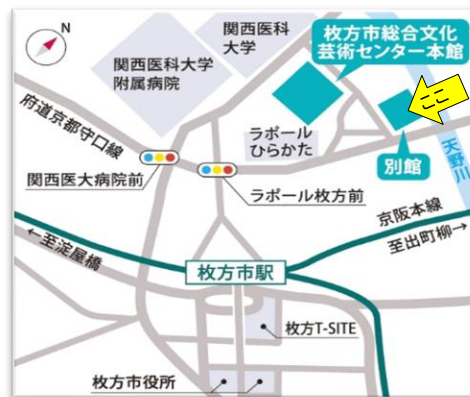 N
関西医科
大学
枚方市総合文化
芸術センター本館
関西医科大学
附属病院
ここ
府道京都守口線
ラポール
ひらかた
別館
天野川
関西医大病院前
ラポール枚方前
京阪本線
至出町柳→
←至淀屋橋
枚方市駅
枚方T-SITE
枚方市役所